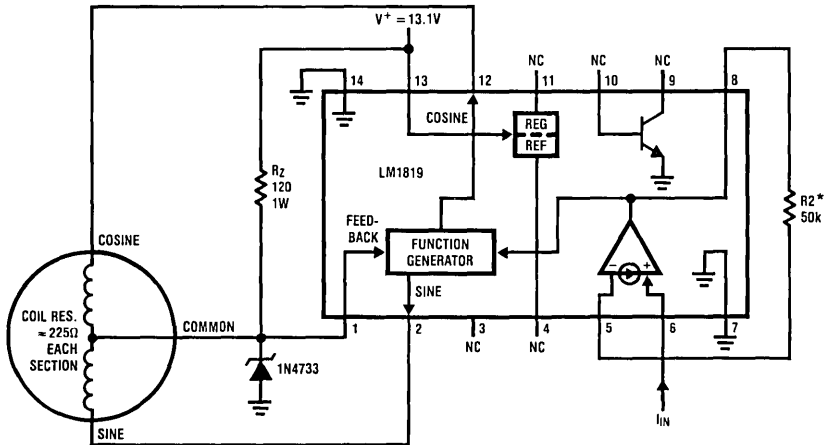 V+ = 13.1V
14
13
12
NC
11
NC
10
NC
9
8
COSINE
REG
REF
LM1819
RZ
120
1W
R2*
50k
FEED-
BACK
FUNCTION
GENERATOR
SINE
- +
COSINE
COIL RES.
≈ 225Ω
EACH
SECTION
COMMON
1
2
3
NC
4
NC
5
6
7
1N4733
SINE
IIN